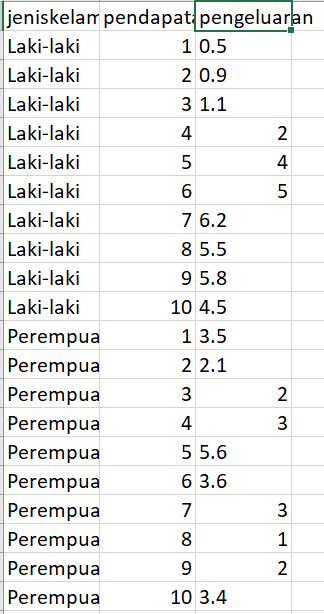 jeniskelam pendapata pengeluaran
Laki-laki 1 0.5
Laki-laki 2 0.9
Laki-laki 3 1.1
Laki-laki 4 2
Laki-laki 5 4
Laki-laki 6 5
Laki-laki 7 6.2
Laki-laki 8 5.5
Laki-laki 9 5.8
Laki-laki 10 4.5
Perempua 1 3.5
Perempua 2 2.1
Perempua 3 2
Perempua 4 3
Perempua 5 5.6
Perempua 6 3.6
Perempua 7 3
Perempua 8 1
Perempua 9 2
Perempua 10 3.4